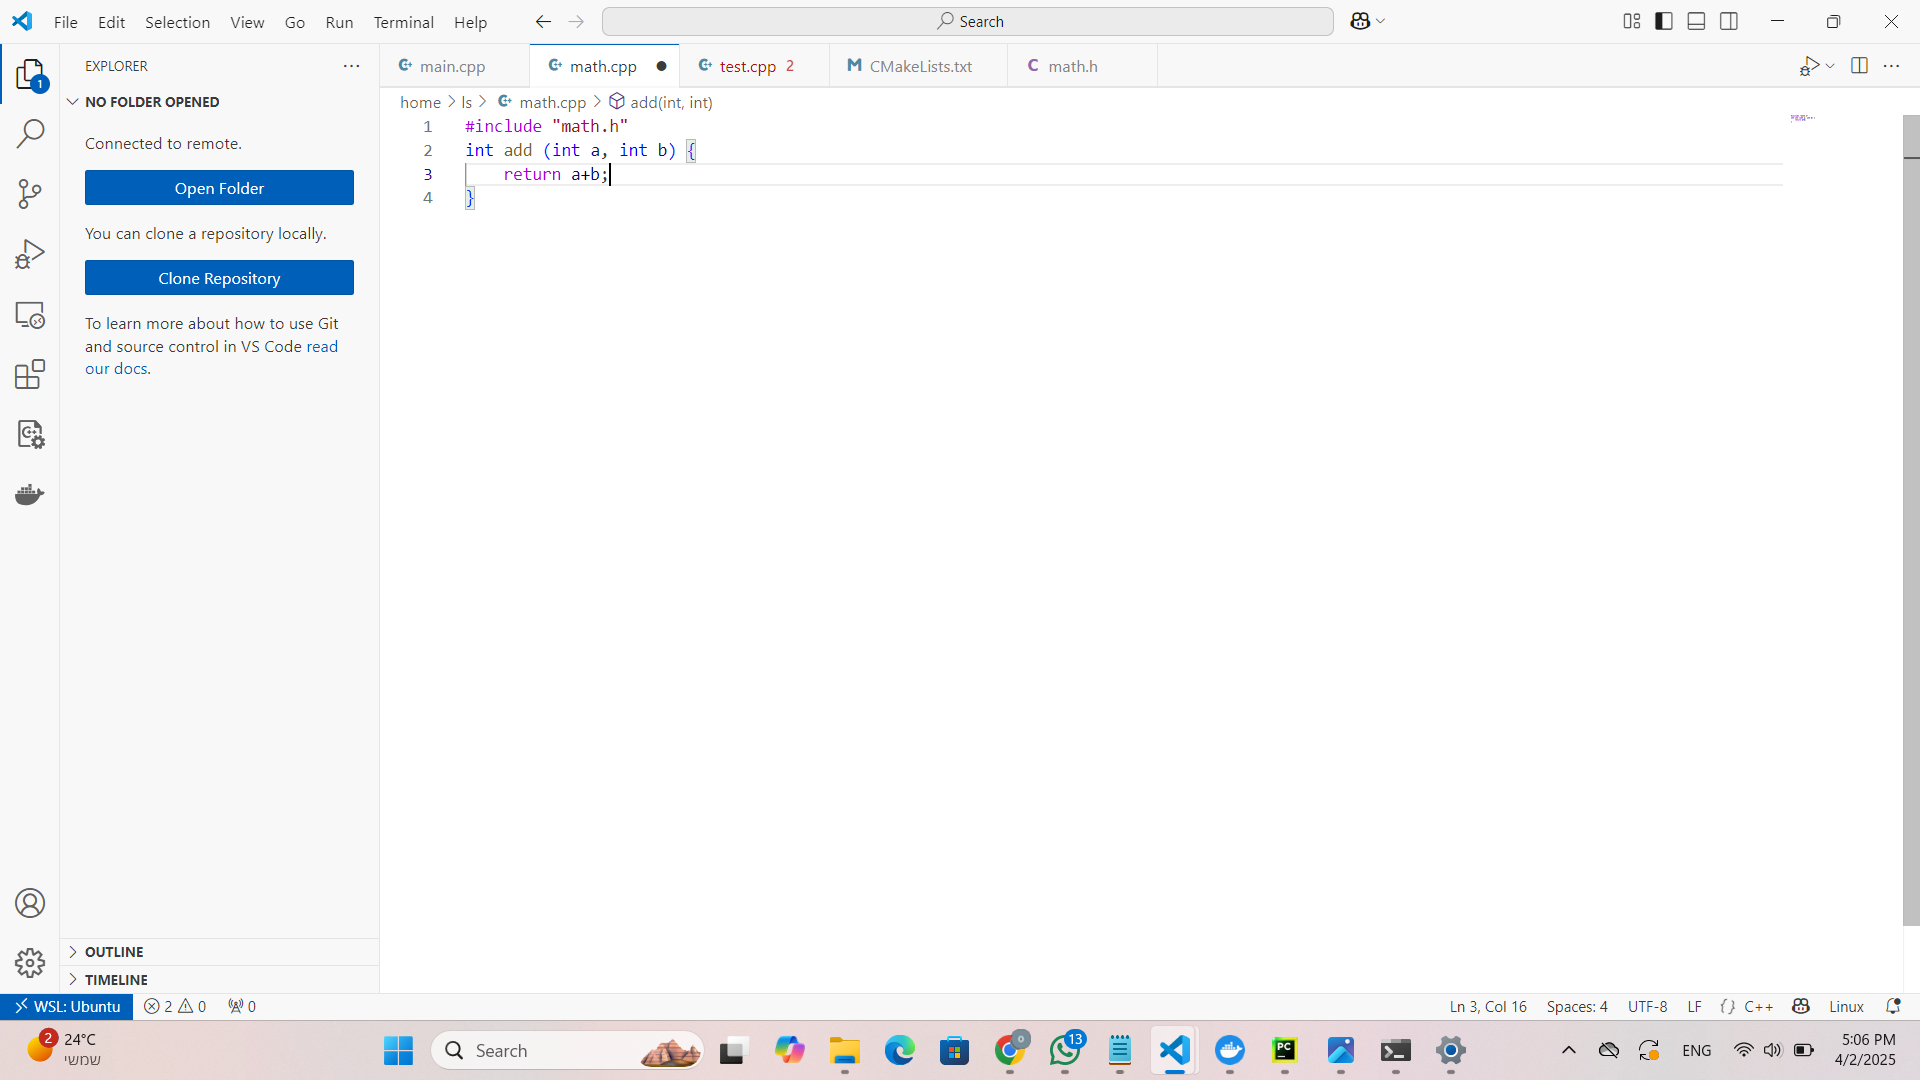 File Edit Selection View Go Run Terminal Help
Search
EXPLORER
main.cpp
math.cpp
test.cpp 2
CMakeLists.txt
math.h
1
NO FOLDER OPENED
home > ls > math.cpp > add(int, int)
Connected to remote.
Open Folder
You can clone a repository locally.
Clone Repository
To learn more about how to use Git
and source control in VS Code read
our docs.
1 #include "math.h"
2 int add (int a, int b) {
3 return a+b;
4 }
OUTLINE
TIMELINE
WSL: Ubuntu 2 0 0
Ln 3, Col 16 Spaces: 4 UTF-8 LF {} C++ Linux
2 24°C
שמשי
Search
0
13
PC
ENG
5:06 PM
4/2/2025